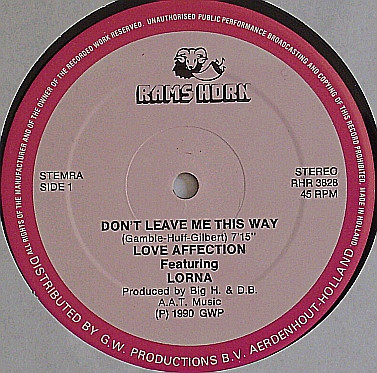 ALL RIGHTS OF THE MANUFACTURER AND OF THE OWNER OF THE RECORDED WORK RESERVED. UNAUTHORISED PUBLIC PERFORMANCE BROADCASTING AND COPYING OF THIS RECORD PROHIBITED. MADE IN HOLLAND
RAMS HORN
STEMRA
SIDE 1
STEREO
RHR 3828
45 RPM
DON'T LEAVE ME THIS WAY
(Gamble-Huff-Gilbert) 7'15"
LOVE AFFECTION
Featuring
LORNA
Produced by Big H. & D.B.
A.A.T. Music
(P) 1990 GWP
DISTRIBUTED BY G.W. PRODUCTIONS B.V. AERDENHOUT-HOLLAND